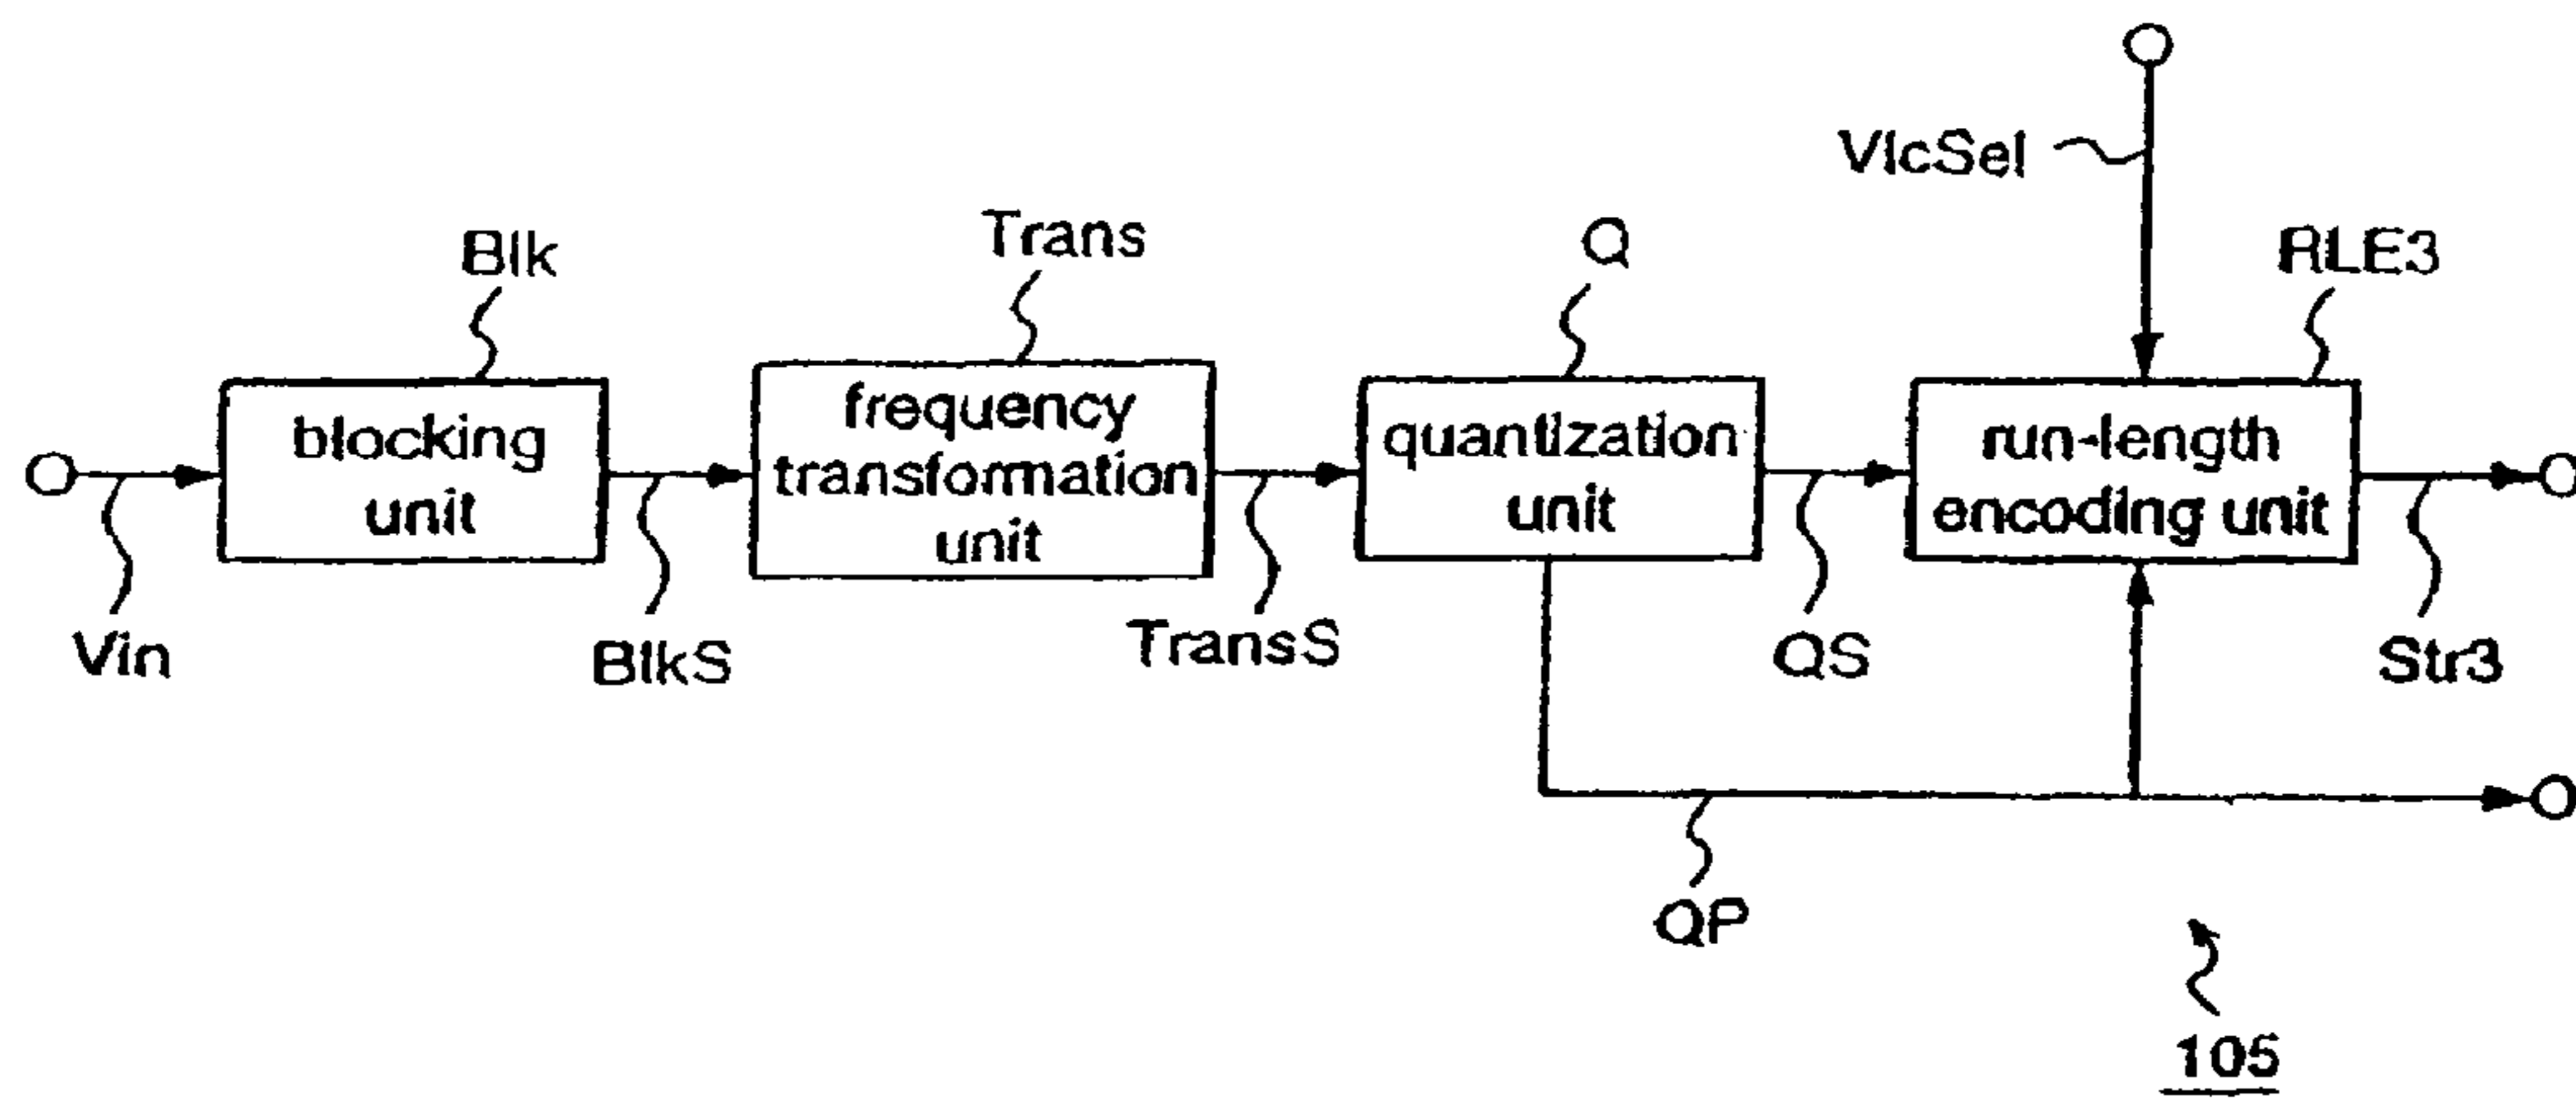 VlcSel
Blk
Trans
Q
RLE3
blocking
unit
frequency
transformation
unit
quantization
unit
run-length
encoding unit
Vin
BlkS
TransS
QS
Str3
QP
105